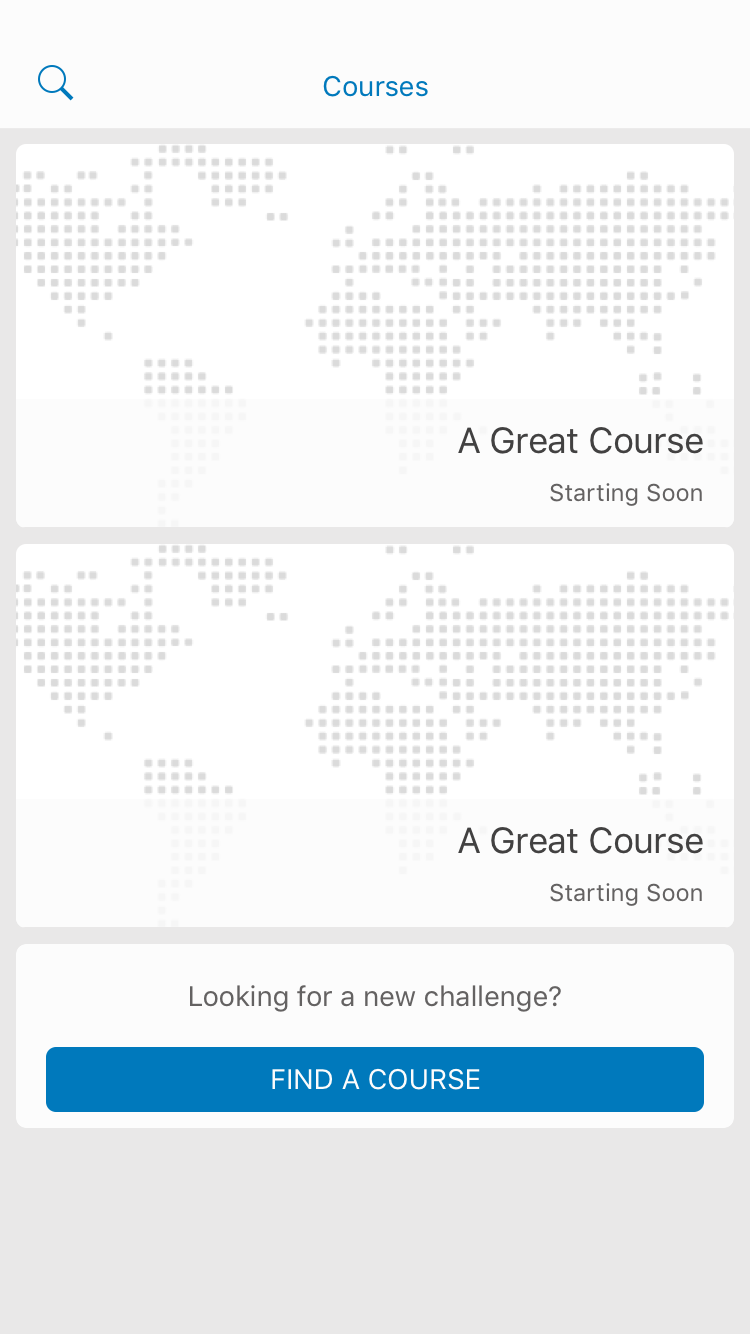 Courses
A Great Course
Starting Soon
A Great Course
Starting Soon
Looking for a new challenge?
FIND A COURSE